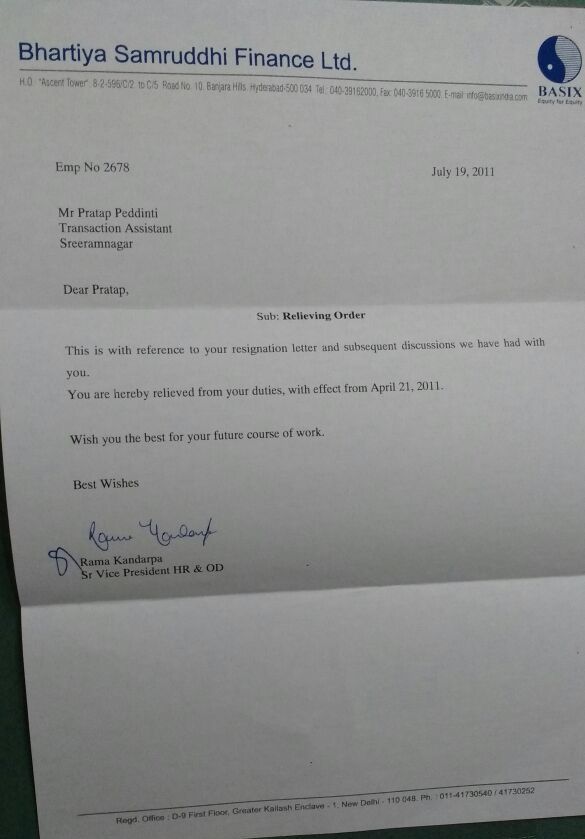 Bhartiya Samruddhi Finance Ltd.
H.O. "Ascent Tower" 8-2-596/C/2 to C/5 Road No. 10, Banjara Hills, Hyderabad-500 034 Tel : 040-39162000, Fax: 040-3916 5000, E-mail: info@basixindia.com
BASIX
Equity for Equity
Emp No 2678
July 19, 2011
Mr Pratap Peddinti
Transaction Assistant
Sreeramnagar
Dear Pratap,
Sub: Relieving Order
This is with reference to your resignation letter and subsequent discussions we have had with
you.
You are hereby relieved from your duties, with effect from April 21, 2011.
Wish you the best for your future course of work.
Best Wishes
Rama Kandarpa
Rama Kandarpa
Sr Vice President HR & OD
Regd. Office : D-9 First Floor, Greater Kailash Enclave - 1, New Delhi - 110 048. Ph. : 011-41730540 / 41730252